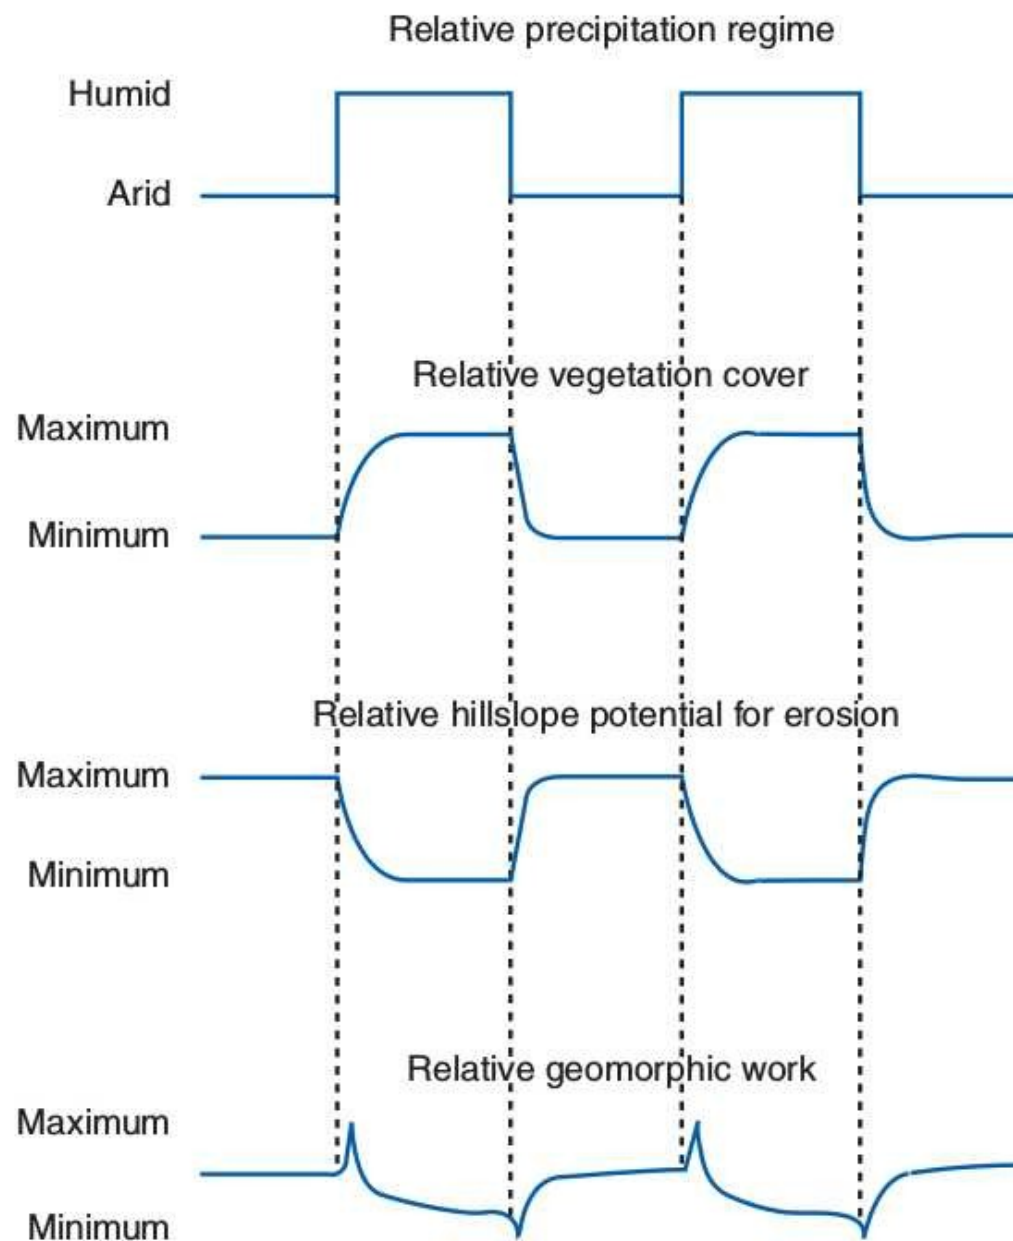 Relative precipitation regime
Humid
Arid
Relative vegetation cover
Maximum
Minimum
Relative hillslope potential for erosion
Maximum
Minimum
Relative geomorphic work
Maximum
Minimum